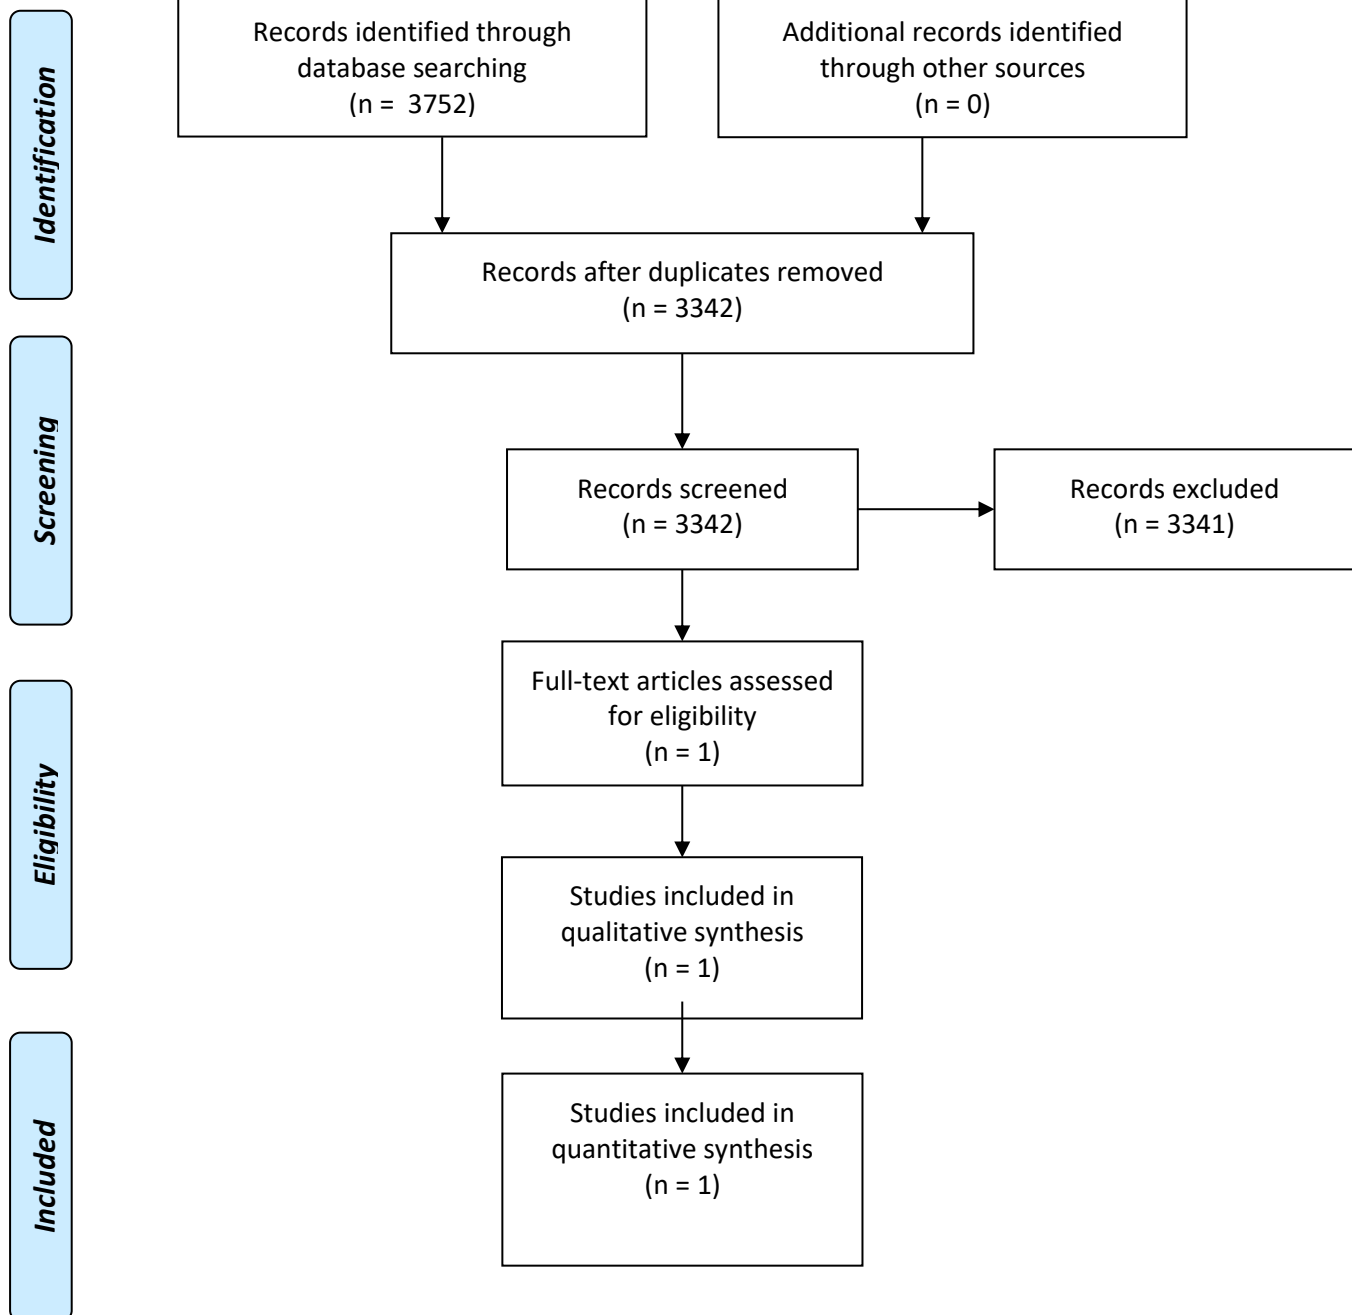 Identification
Records identified through
database searching
(n =  3752)
Additional records identified
through other sources
(n = 0)
Records after duplicates removed
(n = 3342)
Screening
Records screened
(n = 3342)
Records excluded
(n = 3341)
Eligibility
Full-text articles assessed
for eligibility
(n = 1)
Studies included in
qualitative synthesis
(n = 1)
Included
Studies included in
quantitative synthesis
(n = 1)